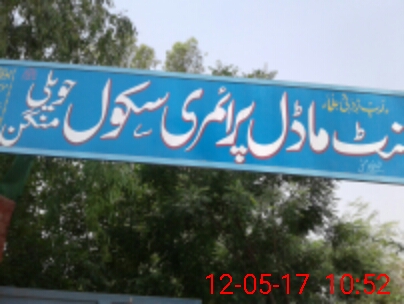 نٹ ماڈل پرائمری سکول حویلی
منگن
12-05-17 10:52